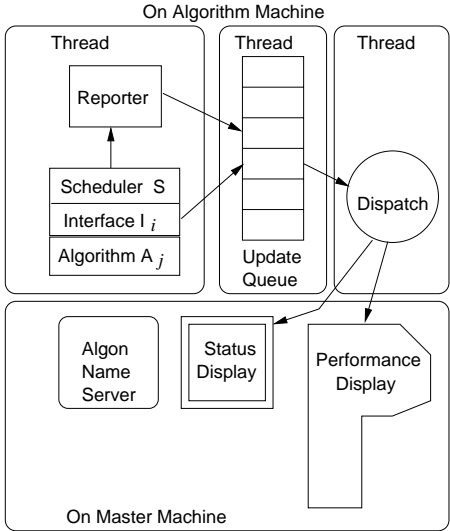 On Algorithm Machine
Thread
Thread
Thread
Reporter
Scheduler S
Interface I i
Algorithm A j
Update
Queue
Dispatch
Algon
Name
Server
Status
Display
Performance
Display
On Master Machine